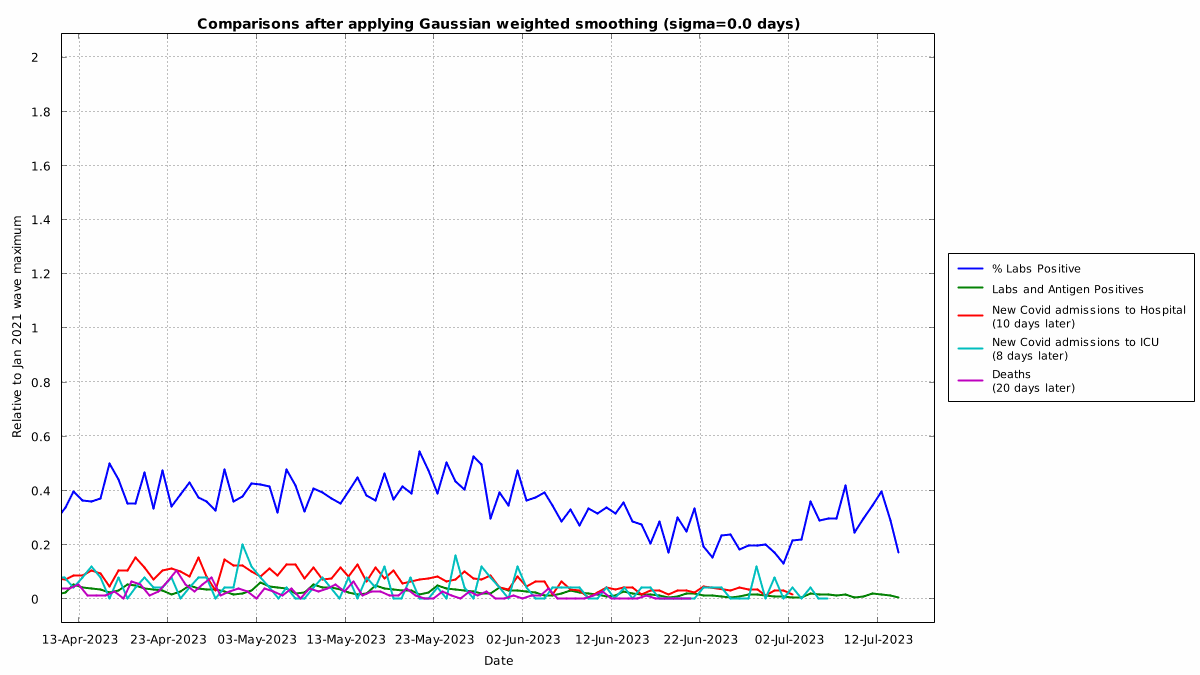 Comparisons after applying Gaussian weighted smoothing (sigma=0.0 days)
Relative to Jan 2021 wave maximum
2
1.8
1.6
1.4
1.2
1
0.8
0.6
0.4
0.2
0
13-Apr-2023 23-Apr-2023 03-May-2023 13-May-2023 23-May-2023 02-Jun-2023 12-Jun-2023 22-Jun-2023 02-Jul-2023 12-Jul-2023
Date
% Labs Positive
Labs and Antigen Positives
New Covid admissions to Hospital
(10 days later)
New Covid admissions to ICU
(8 days later)
Deaths
(20 days later)